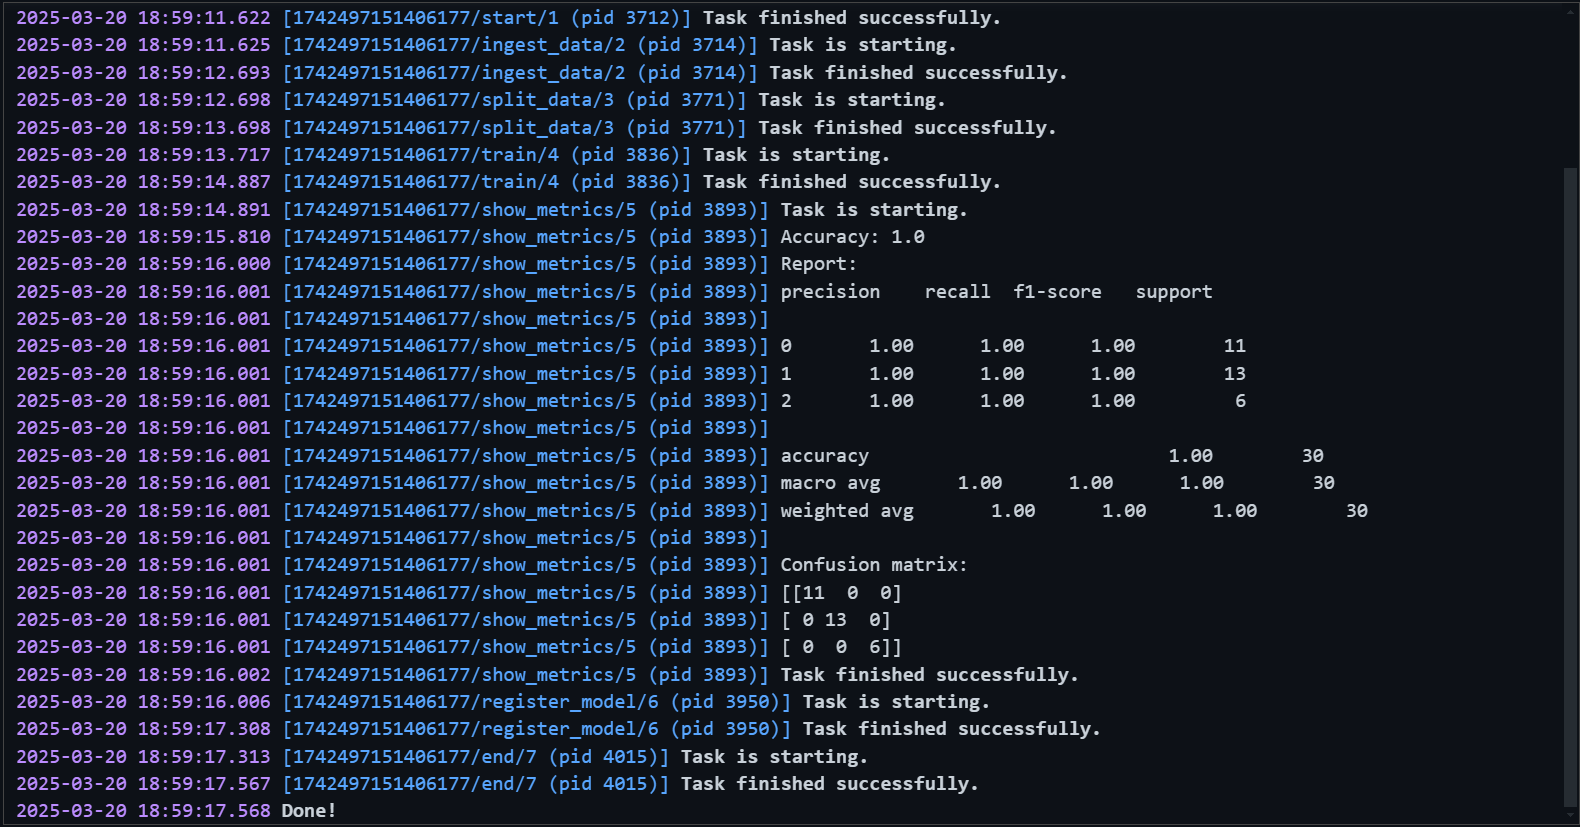 2025-03-20 18:59:11.622 [1742497151406177/start/1 (pid 3712)] Task finished successfully.
2025-03-20 18:59:11.625 [1742497151406177/ingest_data/2 (pid 3714)] Task is starting.
2025-03-20 18:59:12.693 [1742497151406177/ingest_data/2 (pid 3714)] Task finished successfully.
2025-03-20 18:59:12.698 [1742497151406177/split_data/3 (pid 3771)] Task is starting.
2025-03-20 18:59:13.698 [1742497151406177/split_data/3 (pid 3771)] Task finished successfully.
2025-03-20 18:59:13.717 [1742497151406177/train/4 (pid 3836)] Task is starting.
2025-03-20 18:59:14.887 [1742497151406177/train/4 (pid 3836)] Task finished successfully.
2025-03-20 18:59:14.891 [1742497151406177/show_metrics/5 (pid 3893)] Task is starting.
2025-03-20 18:59:15.810 [1742497151406177/show_metrics/5 (pid 3893)] Accuracy: 1.0
2025-03-20 18:59:16.000 [1742497151406177/show_metrics/5 (pid 3893)] Report:
2025-03-20 18:59:16.001 [1742497151406177/show_metrics/5 (pid 3893)] precision    recall  f1-score   support
2025-03-20 18:59:16.001 [1742497151406177/show_metrics/5 (pid 3893)]
2025-03-20 18:59:16.001 [1742497151406177/show_metrics/5 (pid 3893)] 0       1.00      1.00      1.00        11
2025-03-20 18:59:16.001 [1742497151406177/show_metrics/5 (pid 3893)] 1       1.00      1.00      1.00        13
2025-03-20 18:59:16.001 [1742497151406177/show_metrics/5 (pid 3893)] 2       1.00      1.00      1.00         6
2025-03-20 18:59:16.001 [1742497151406177/show_metrics/5 (pid 3893)]
2025-03-20 18:59:16.001 [1742497151406177/show_metrics/5 (pid 3893)] accuracy                           1.00        30
2025-03-20 18:59:16.001 [1742497151406177/show_metrics/5 (pid 3893)] macro avg       1.00      1.00      1.00        30
2025-03-20 18:59:16.001 [1742497151406177/show_metrics/5 (pid 3893)] weighted avg       1.00      1.00      1.00        30
2025-03-20 18:59:16.001 [1742497151406177/show_metrics/5 (pid 3893)]
2025-03-20 18:59:16.001 [1742497151406177/show_metrics/5 (pid 3893)] Confusion matrix:
2025-03-20 18:59:16.001 [1742497151406177/show_metrics/5 (pid 3893)] [[11  0  0]
2025-03-20 18:59:16.001 [1742497151406177/show_metrics/5 (pid 3893)] [ 0 13  0]
2025-03-20 18:59:16.001 [1742497151406177/show_metrics/5 (pid 3893)] [ 0  0  6]]
2025-03-20 18:59:16.002 [1742497151406177/show_metrics/5 (pid 3893)] Task finished successfully.
2025-03-20 18:59:16.006 [1742497151406177/register_model/6 (pid 3950)] Task is starting.
2025-03-20 18:59:17.308 [1742497151406177/register_model/6 (pid 3950)] Task finished successfully.
2025-03-20 18:59:17.313 [1742497151406177/end/7 (pid 4015)] Task is starting.
2025-03-20 18:59:17.567 [1742497151406177/end/7 (pid 4015)] Task finished successfully.
2025-03-20 18:59:17.568 Done!